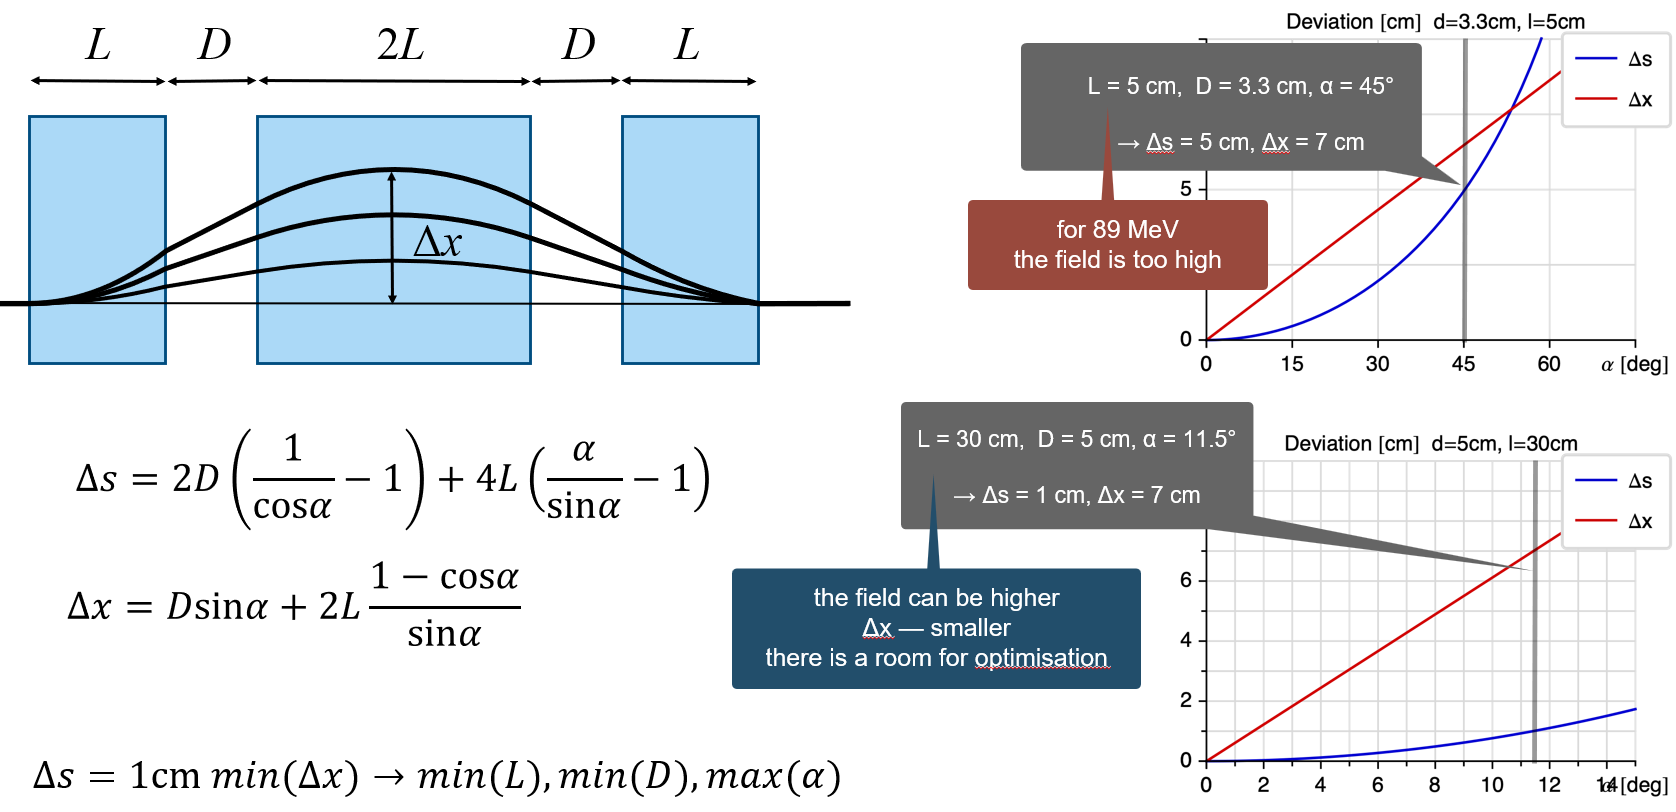 L D 2L D L
Δx
Δs = 2D(1/cosα − 1) + 4L(α/sinα − 1)
Δx = Dsinα + 2L (1 − cosα)/sinα
Δs = 1cm min(Δx) → min(L), min(D), max(α)
Deviation [cm] d=3.3cm, l=5cm
Δs
Δx
L = 5 cm, D = 3.3 cm, α = 45°
→ Δs = 5 cm, Δx = 7 cm
for 89 MeV
the field is too high
5
0
0 15 30 45 60 α [deg]
L = 30 cm, D = 5 cm, α = 11.5°
→ Δs = 1 cm, Δx = 7 cm
the field can be higher
Δx — smaller
there is a room for optimisation
Deviation [cm] d=5cm, l=30cm
Δs
Δx
6
4
2
0
0 2 4 6 8 10 12 14 α [deg]